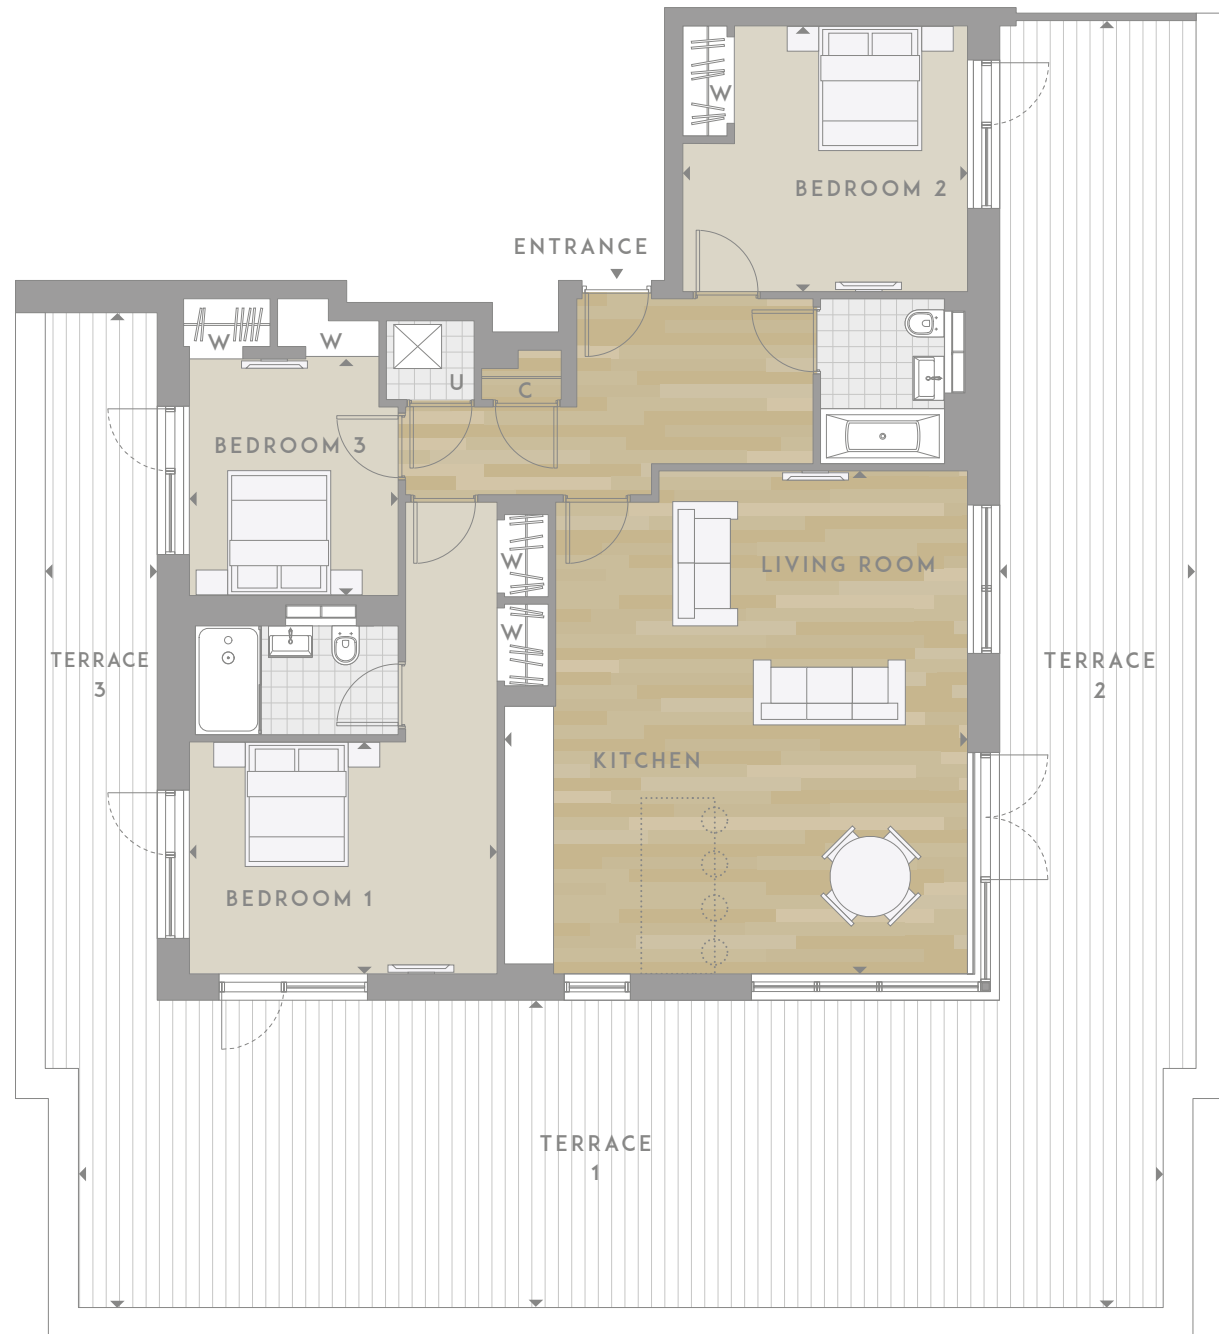 W
BEDROOM 2
ENTRANCE
W
W
U
C
BEDROOM 3
W
LIVING ROOM
W
TERRACE
3
TERRACE
2
KITCHEN
BEDROOM 1
TERRACE
1